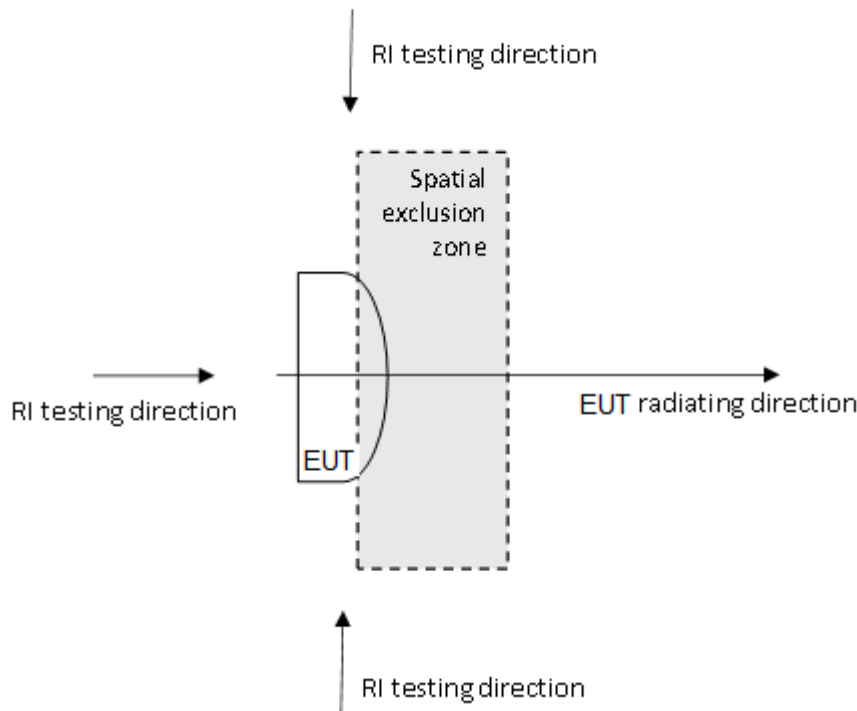 RI testing direction
Spatial
exclusion
zone
RI testing direction
EUT radiating direction
EUT
RI testing direction